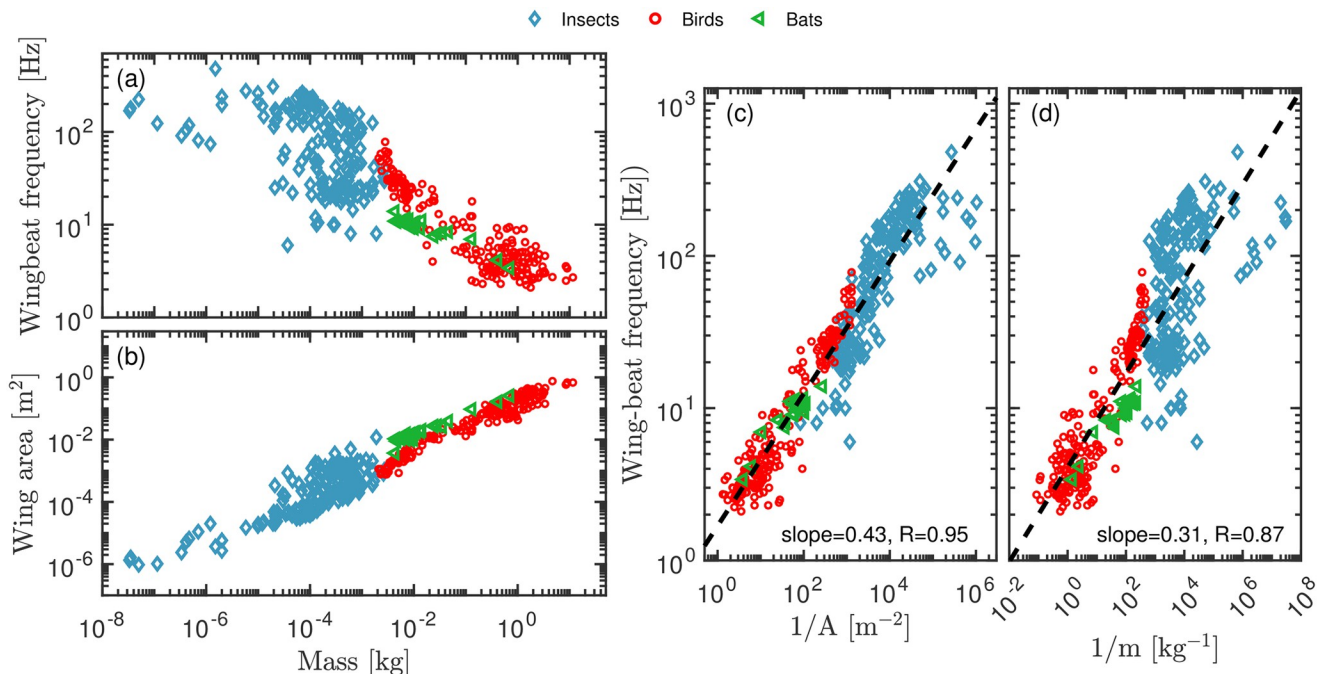 Insects Birds Bats
(a)
Wingbeat frequency [Hz]
10^2
10^1
10^0
(b)
Wing area [m^2]
10^0
10^-2
10^-4
10^-6
10^-8 10^-6 10^-4 10^-2 10^0
Mass [kg]
(c)
Wing-beat frequency [Hz])
10^3
10^2
10^1
10^0
slope=0.43, R=0.95
10^0 10^2 10^4 10^6
1/A [m^-2]
(d)
slope=0.31, R=0.87
10^-2 10^0 10^2 10^4 10^6 10^8
1/m [kg^-1]